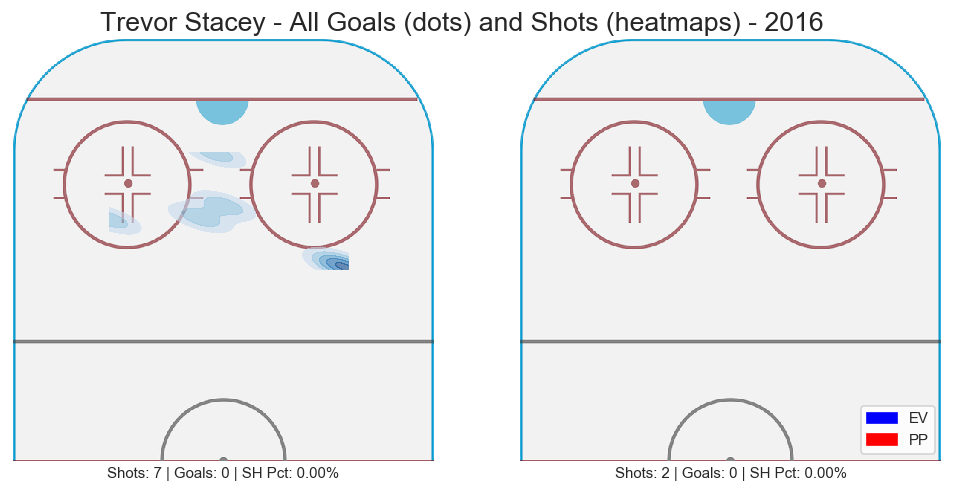 Trevor Stacey - All Goals (dots) and Shots (heatmaps) - 2016
EV
PP
Shots: 7 | Goals: 0 | SH Pct: 0.00%
Shots: 2 | Goals: 0 | SH Pct: 0.00%